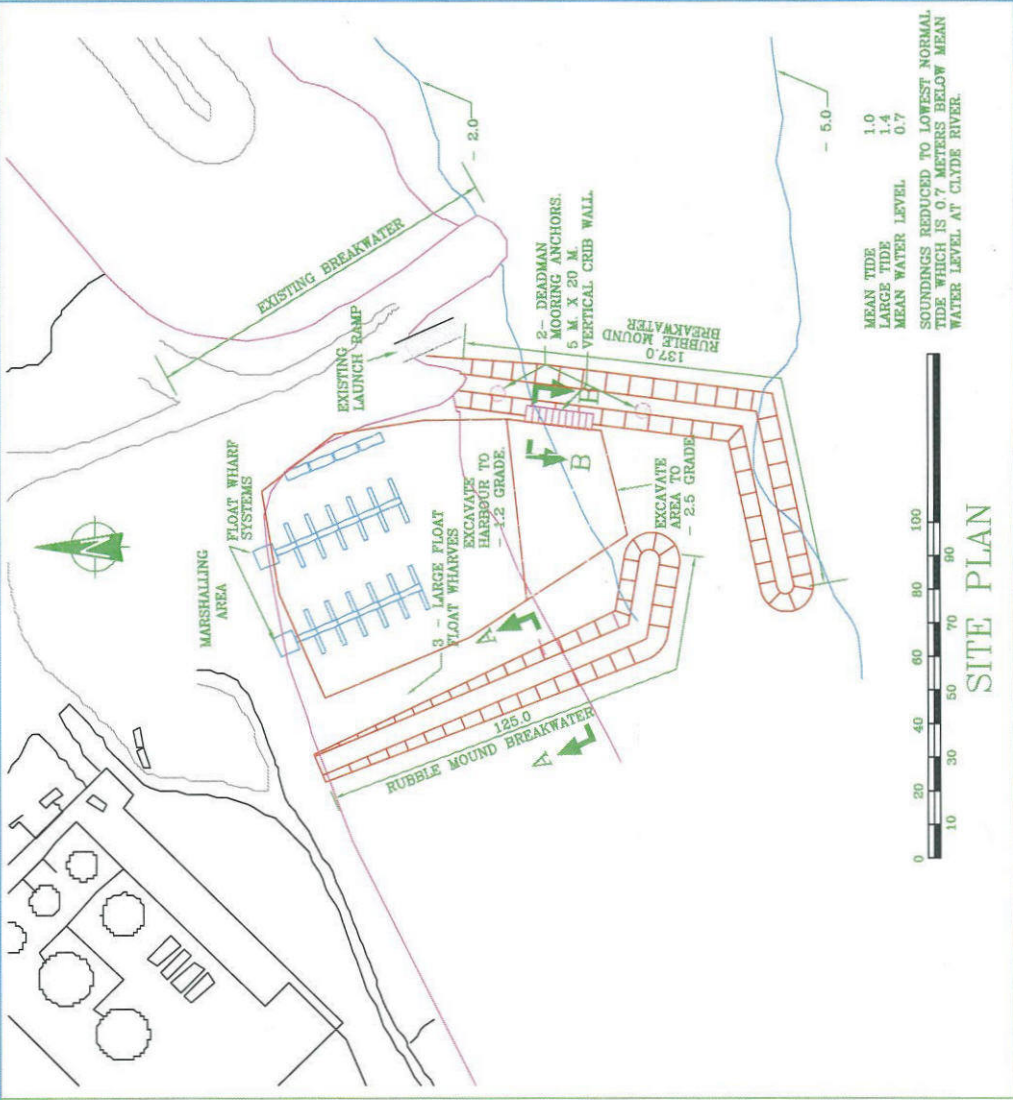 N
MARSHALLING
AREA
FLOAT WHARF
SYSTEMS
EXISTING
LAUNCH RAMP
EXISTING BREAKWATER
- 2.0
3 - LARGE FLOAT
FLOAT WHARVES
EXCAVATE
HARBOUR TO
- 1.2 GRADE.
2- DEADMAN
MOORING ANCHORS.
5 M. X 20 M.
VERTICAL CRIB WALL.
B
B
A
A
EXCAVATE
AREA TO
- 2.5 GRADE
137.0
RUBBLE MOUND
BREAKWATER
125.0
RUBBLE MOUND BREAKWATER
- 5.0
MEAN TIDE 1.0
LARGE TIDE 1.4
MEAN WATER LEVEL 0.7
SOUNDINGS REDUCED TO LOWEST NORMAL
TIDE WHICH IS 0.7 METERS BELOW MEAN
WATER LEVEL AT CLYDE RIVER.
0 10 20 30 40 50 60 70 80 90 100
SITE PLAN